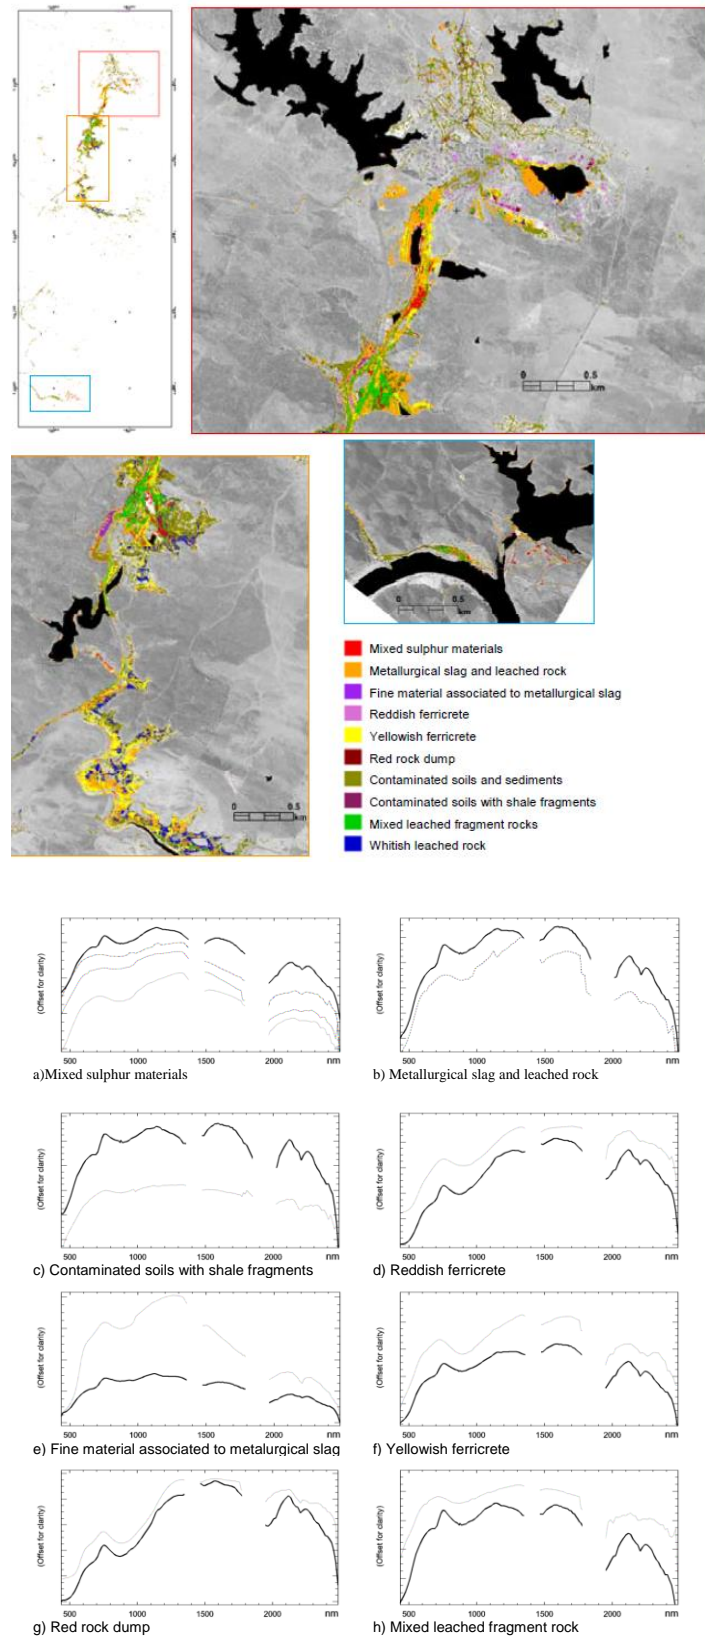 0 0.5
km
0 0.5
km
0 0.5
km
Mixed sulphur materials
Metallurgical slag and leached rock
Fine material associated to metallurgical slag
Reddish ferricrete
Yellowish ferricrete
Red rock dump
Contaminated soils and sediments
Contaminated soils with shale fragments
Mixed leached fragment rocks
Whitish leached rock
(Offset for clarity)
500 1000 1500 2000 nm
a)Mixed sulphur materials
(Offset for clarity)
500 1000 1500 2000 nm
b) Metallurgical slag and leached rock
(Offset for clarity)
500 1000 1500 2000 nm
c) Contaminated soils with shale fragments
(Offset for clarity)
500 1000 1500 2000 nm
d) Reddish ferricrete
(Offset for clarity)
500 1000 1500 2000 nm
e) Fine material associated to metalurgical slag
(Offset for clarity)
500 1000 1500 2000 nm
f) Yellowish ferricrete
(Offset for clarity)
500 1000 1500 2000 nm
g) Red rock dump
(Offset for clarity)
500 1000 1500 2000 nm
h) Mixed leached fragment rock